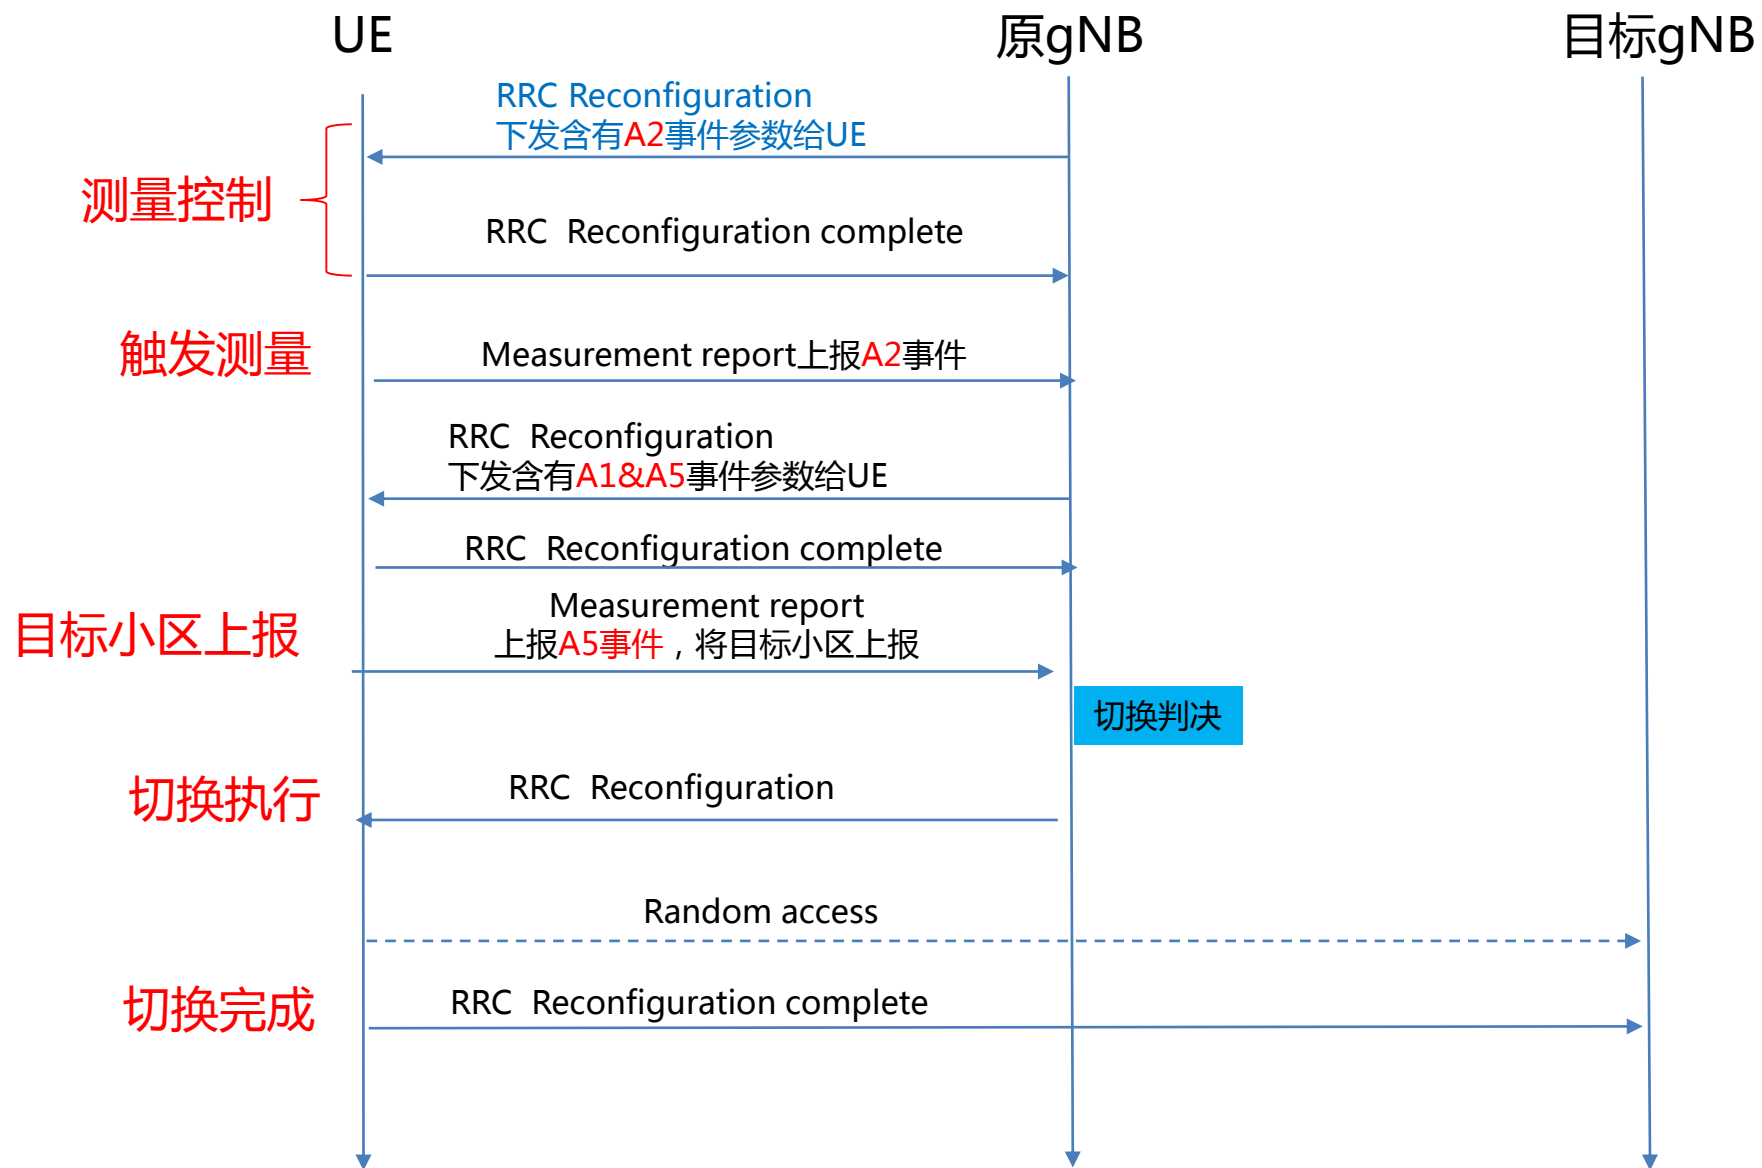 UE
原gNB
目标gNB
RRC Reconfiguration
下发含有A2事件参数给UE
测量控制
RRC Reconfiguration complete
触发测量
Measurement report上报A2事件
RRC Reconfiguration
下发含有A1&A5事件参数给UE
RRC Reconfiguration complete
Measurement report
目标小区上报
上报A5事件，将目标小区上报
切换判决
切换执行
RRC Reconfiguration
Random access
切换完成
RRC Reconfiguration complete